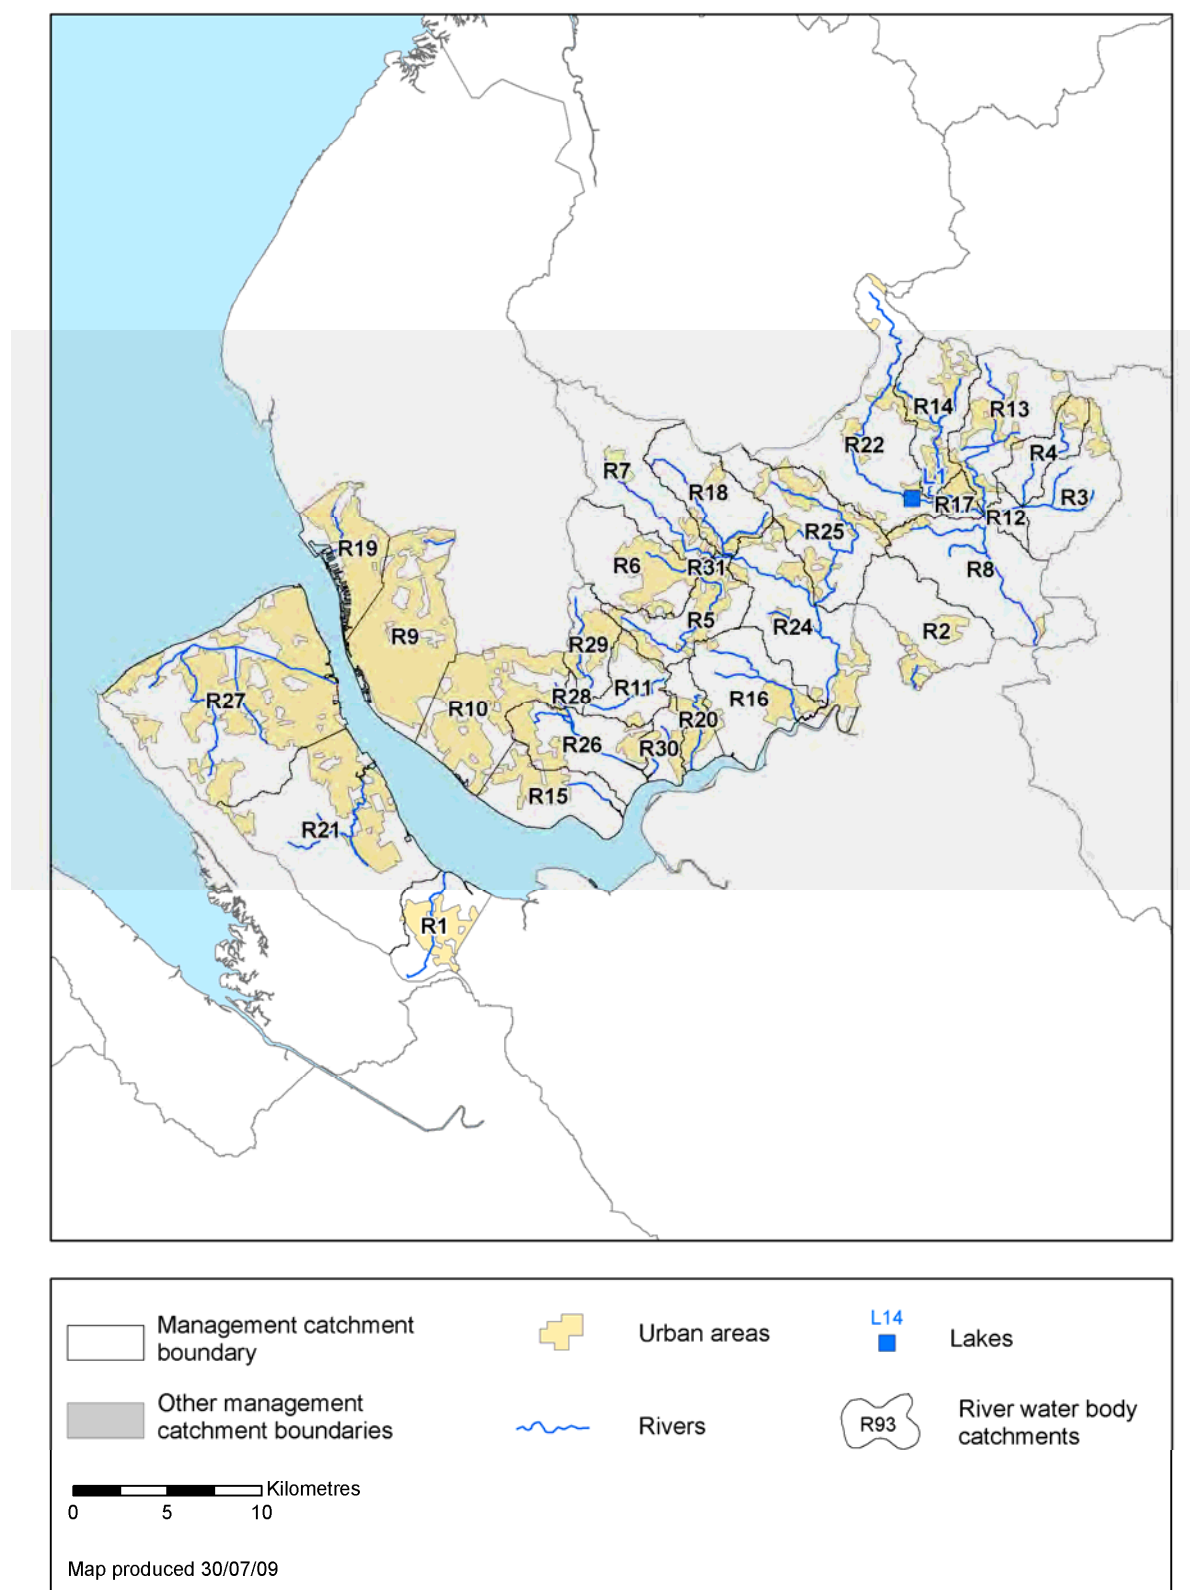 R14
R13
R22
R4
R7
L1
R18
R3
R17
R12
R25
R19
R6
R31
R8
R5
R24
R2
R9
R29
R11
R28
R16
R27
R10
R20
R26
R30
R15
R21
R1
Management catchment
boundary
Urban areas
L14
Lakes
Other management
catchment boundaries
Rivers
R93
River water body
catchments
Kilometres
0 5 10
Map produced 30/07/09